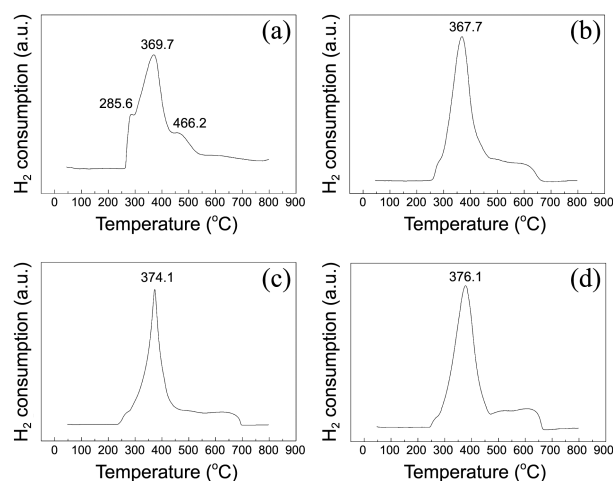 (a)
369.7
285.6
466.2
H2 consumption (a.u.)
0 100 200 300 400 500 600 700 800 900
Temperature (°C)
(b)
367.7
H2 consumption (a.u.)
0 100 200 300 400 500 600 700 800 900
Temperature (°C)
(c)
374.1
H2 consumption (a.u.)
0 100 200 300 400 500 600 700 800 900
Temperature (°C)
(d)
376.1
H2 consumption (a.u.)
0 100 200 300 400 500 600 700 800 900
Temperature (°C)